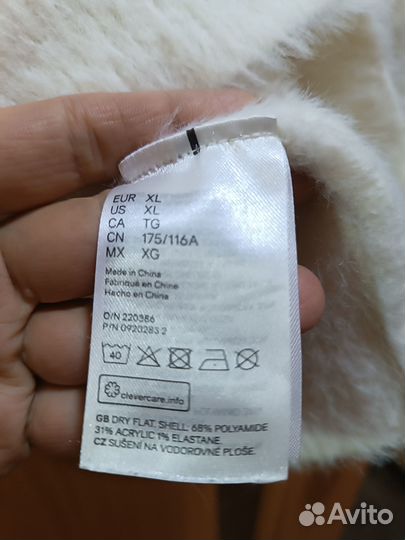 EUR XL
US XL
CA TG
CN 175/116A
MX XG
Made in China
Fabriqué en Chine
Hecho en China
O/N 220386
P/N 0920283 2
40
clevercare.info
GB DRY FLAT. SHELL: 68% POLYAMIDE
31% ACRYLIC 1% ELASTANE.
CZ SUŠENÍ NA VODOROVNÉ PLOŠE.
Avito